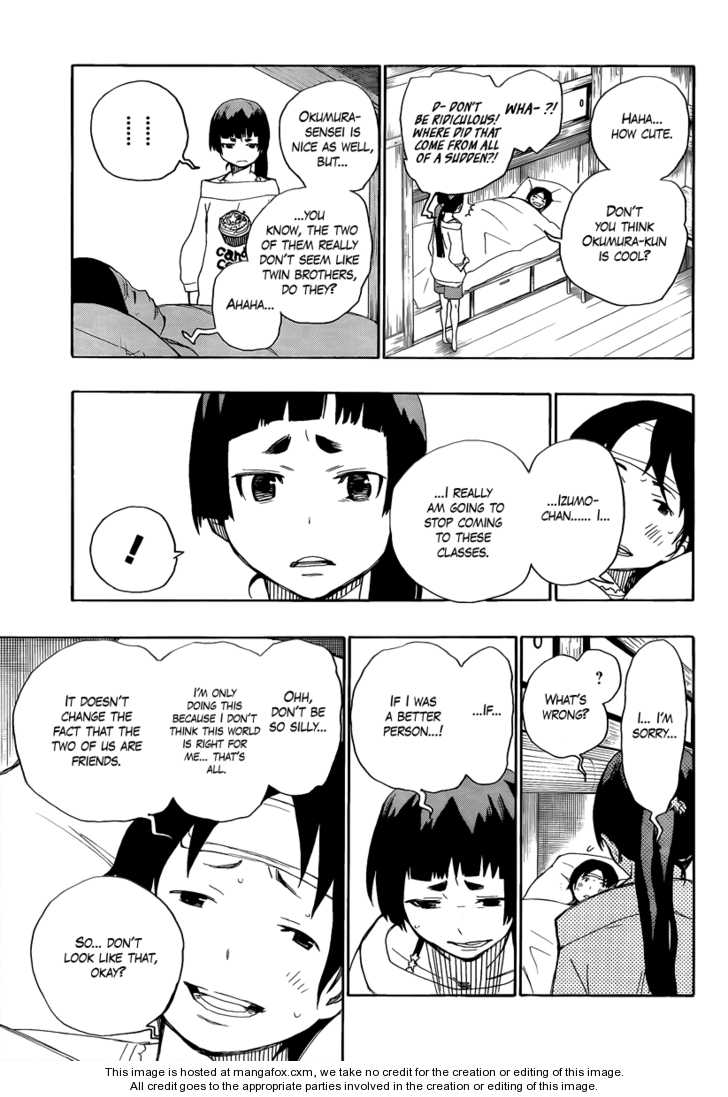 HAHA...
HOW CUTE.
DON'T
YOU THINK
OKUMURA-KUN
IS COOL?
WHA- ?!
D- DON'T
BE RIDICULOUS!
WHERE DID THAT
COME FROM ALL
OF A SUDDEN?!
OKUMURA-
SENSEI IS
NICE AS WELL,
BUT...
...YOU
KNOW, THE TWO
OF THEM REALLY
DON'T SEEM LIKE
TWIN BROTHERS,
DO THEY?
AHAHA...
......
...IZUMO-
CHAN...... I...
...I REALLY
AM GOING TO
STOP COMING
TO THESE
CLASSES.
!
I... I'M
SORRY...
?
WHAT'S
WRONG?
...IF...
IF I WAS
A BETTER
PERSON...!
OHH,
DON'T BE
SO SILLY...
I'M ONLY
DOING THIS
BECAUSE I DON'T
THINK THIS WORLD
IS RIGHT FOR
ME... THAT'S
ALL.
IT DOESN'T
CHANGE THE
FACT THAT THE
TWO OF US ARE
FRIENDS.
SO... DON'T
LOOK LIKE THAT,
OKAY?
This image is hosted at mangafox.cxm, we take no credit for the creation or editing of this image.
All credit goes to the appropriate parties involved in the creation or editing of this image.